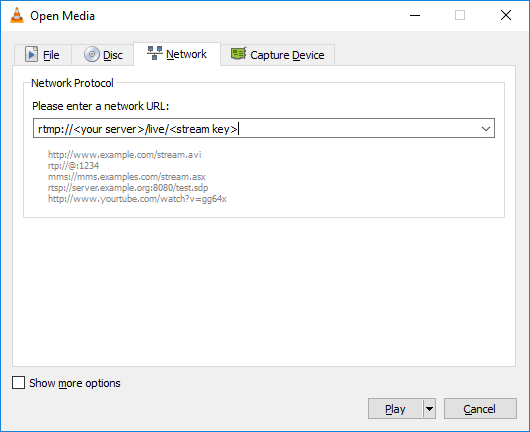 Open Media
File
Disc
Network
Capture Device
Network Protocol
Please enter a network URL:
rtmp://<your server>/live/<stream key>
http://www.example.com/stream.avi
rtp://@:1234
mms://mms.examples.com/stream.asx
rtsp://server.example.org:8080/test.sdp
http://www.yourtube.com/watch?v=gg64x
Show more options
Play
Cancel